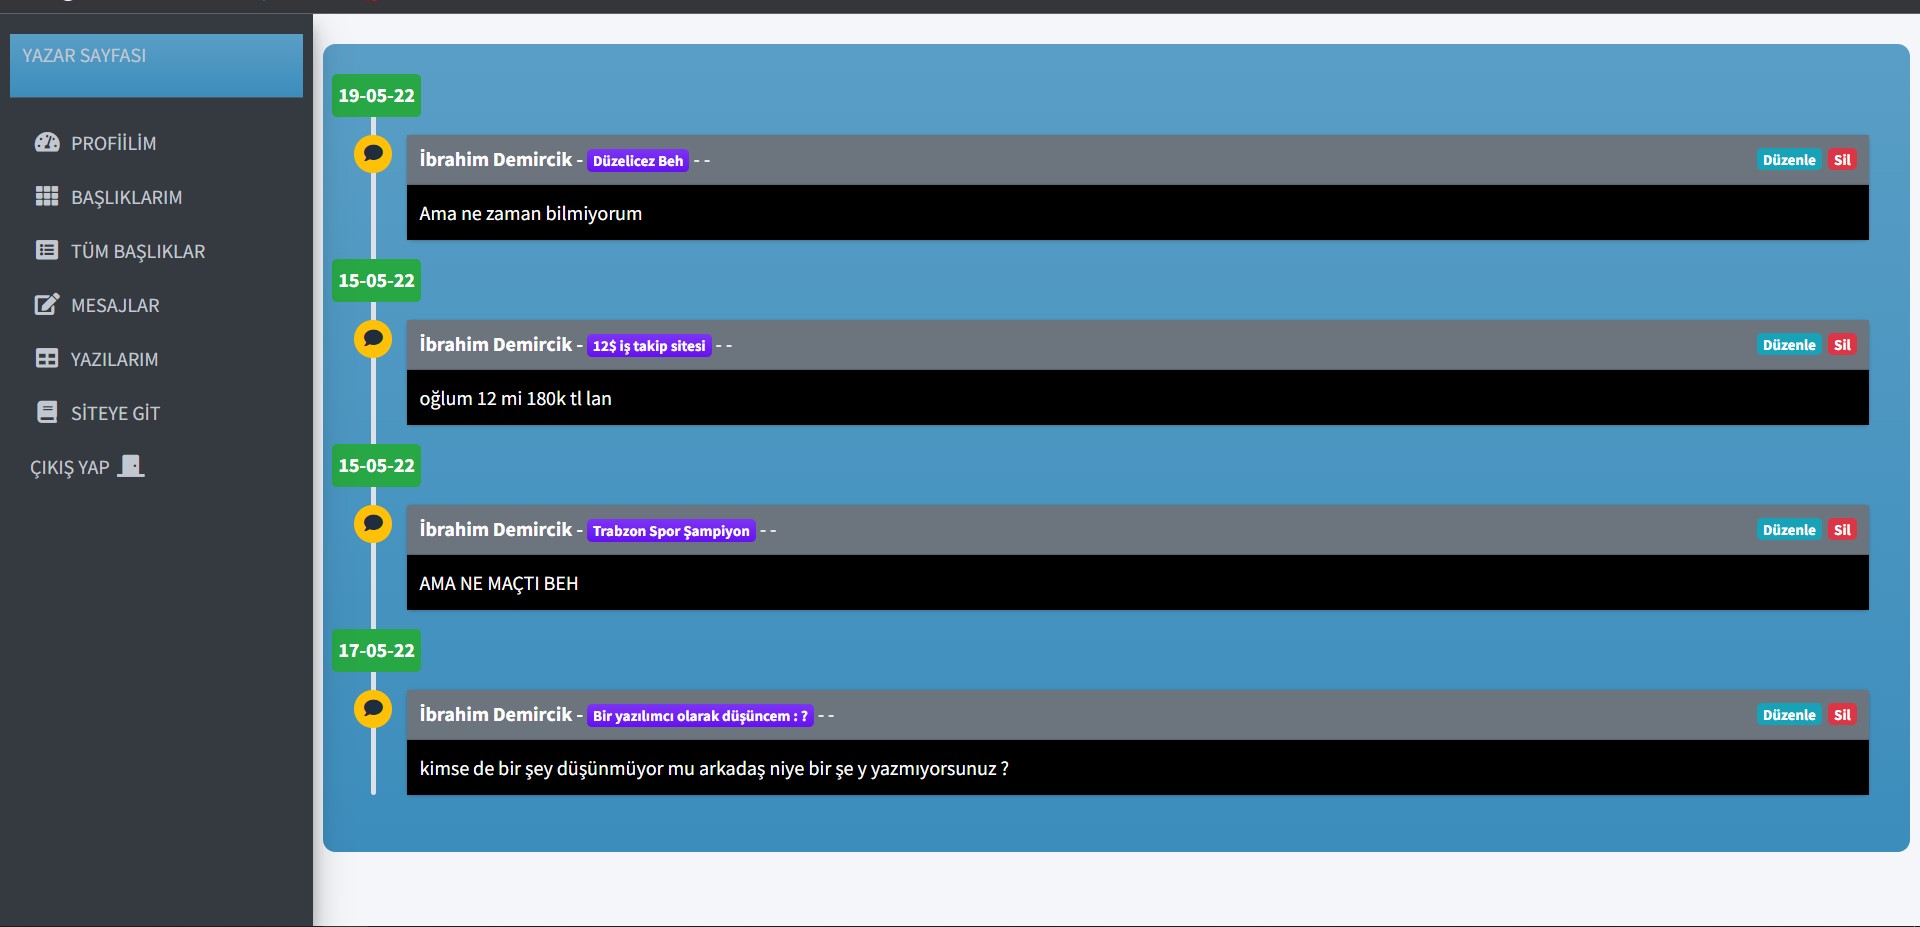 YAZAR SAYFASI
PROFİİLİM
BAŞLIKLARIM
TÜM BAŞLIKLAR
MESAJLAR
YAZILARIM
SİTEYE GİT
ÇIKIŞ YAP
19-05-22
İbrahim Demircik - Düzelicez Beh - - Düzenle Sil
Ama ne zaman bilmiyorum
15-05-22
İbrahim Demircik - 12$ iş takip sitesi - - Düzenle Sil
oğlum 12 mi 180k tl lan
15-05-22
İbrahim Demircik - Trabzon Spor Şampiyon - - Düzenle Sil
AMA NE MAÇTI BEH
17-05-22
İbrahim Demircik - Bir yazılımcı olarak düşüncem : ? - - Düzenle Sil
kimse de bir şey düşünmüyor mu arkadaş niye bir şe y yazmıyorsunuz ?